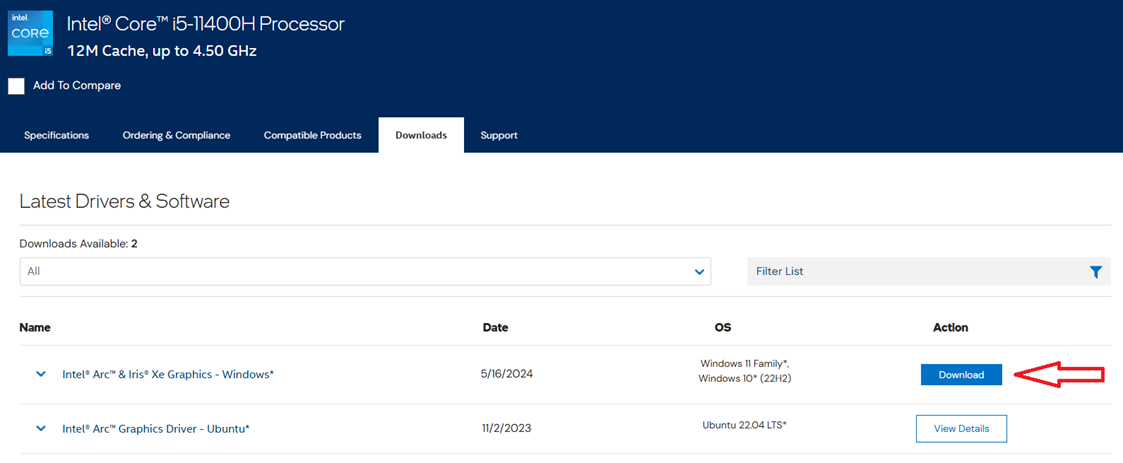 intel
CORE
i5
Intel® Core™ i5-11400H Processor
12M Cache, up to 4.50 GHz
Add To Compare
Specifications Ordering & Compliance Compatible Products Downloads Support
Latest Drivers & Software
Downloads Available: 2
All Filter List
Name Date OS Action
Intel® Arc™ & Iris® Xe Graphics - Windows* 5/16/2024 Windows 11 Family*, Download
Windows 10* (22H2)
Intel® Arc™ Graphics Driver - Ubuntu* 11/2/2023 Ubuntu 22.04 LTS* View Details